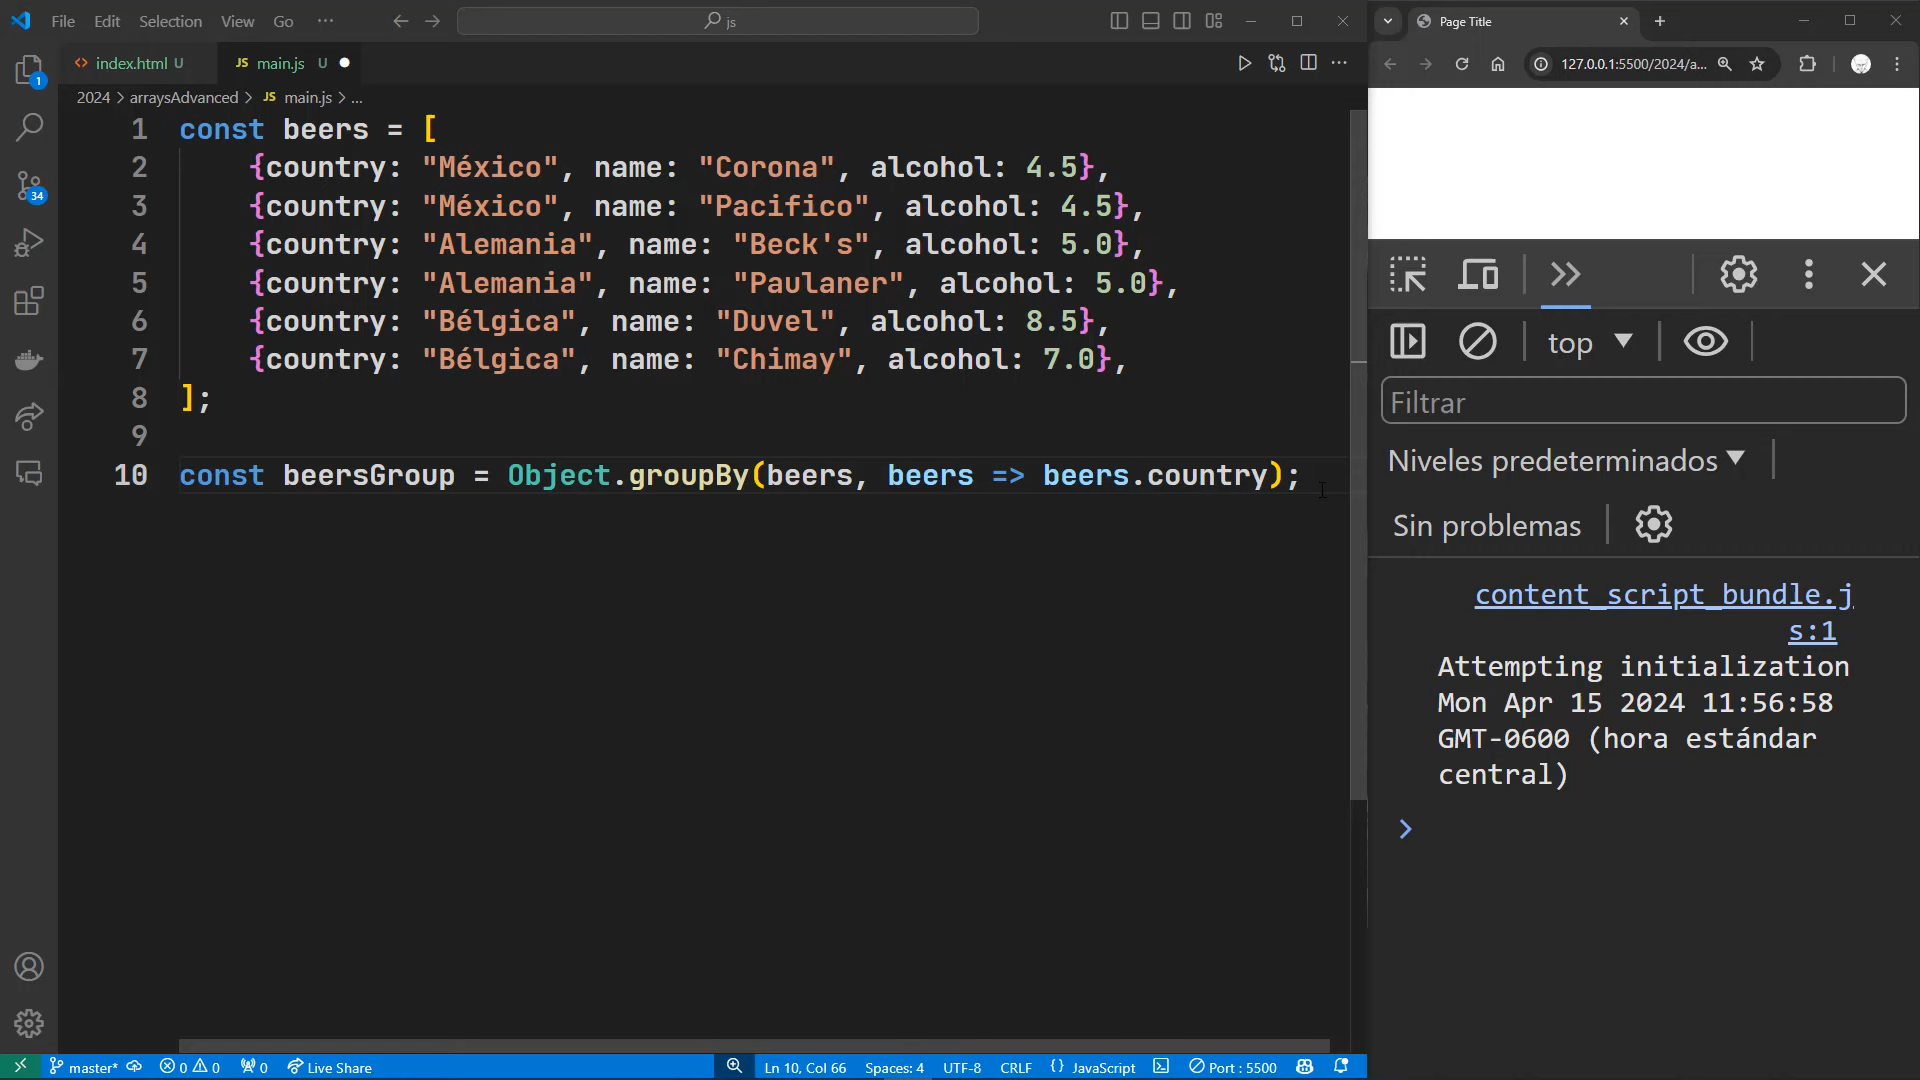 File Edit Selection View Go ... js
index.html U JS main.js U
2024 > arraysAdvanced > JS main.js > ...
1 const beers = [
2 {country: "México", name: "Corona", alcohol: 4.5},
3 {country: "México", name: "Pacifico", alcohol: 4.5},
4 {country: "Alemania", name: "Beck's", alcohol: 5.0},
5 {country: "Alemania", name: "Paulaner", alcohol: 5.0},
6 {country: "Bélgica", name: "Duvel", alcohol: 8.5},
7 {country: "Bélgica", name: "Chimay", alcohol: 7.0},
8 ];
9
10 const beersGroup = Object.groupBy(beers, beers => beers.country);
1
34
master* 0 0 0 Live Share Ln 10, Col 66 Spaces: 4 UTF-8 CRLF {} JavaScript Port : 5500
Page Title
127.0.0.1:5500/2024/a...
top
Filtrar
Niveles predeterminados
Sin problemas
content_script_bundle.j
s:1
Attempting initialization
Mon Apr 15 2024 11:56:58
GMT-0600 (hora estándar
central)